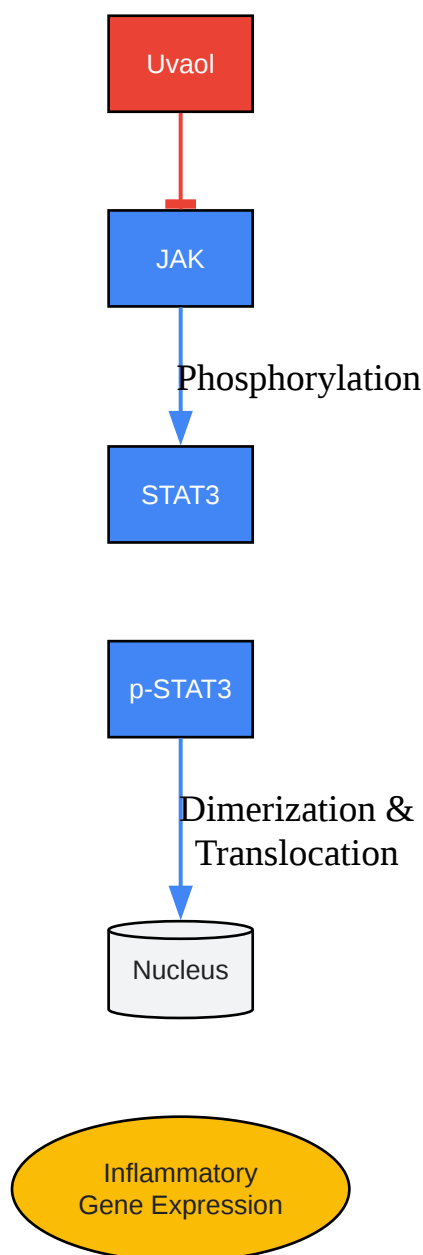 Uvaol
JAK
Phosphorylation
STAT3
p-STAT3
Dimerization &
Translocation
Nucleus
Inflammatory
Gene Expression